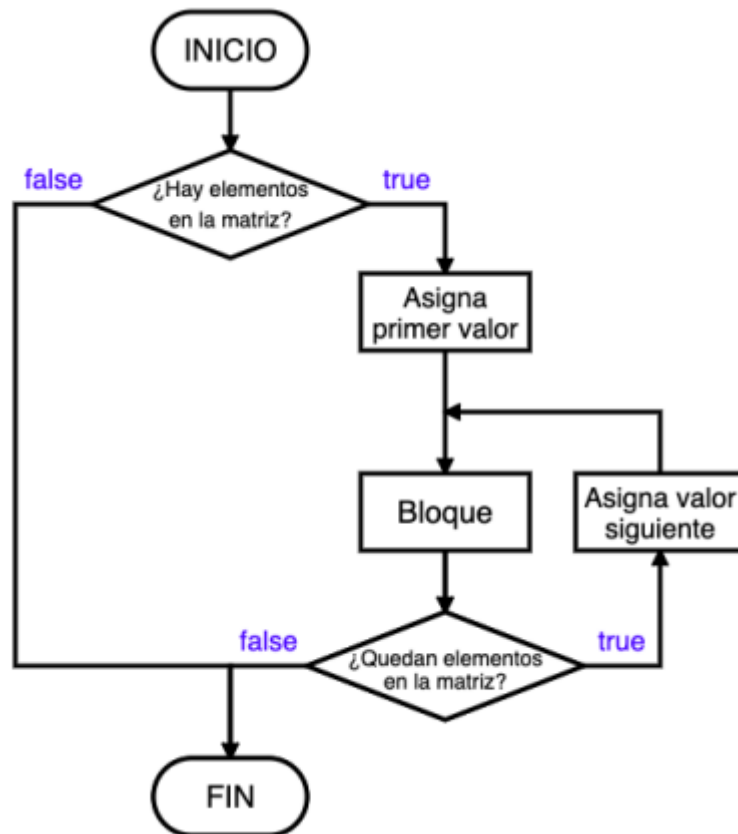 INICIO
false
true
¿Hay elementos
en la matriz?
Asigna
primer valor
Bloque
Asigna valor
siguiente
false
true
¿Quedan elementos
en la matriz?
FIN